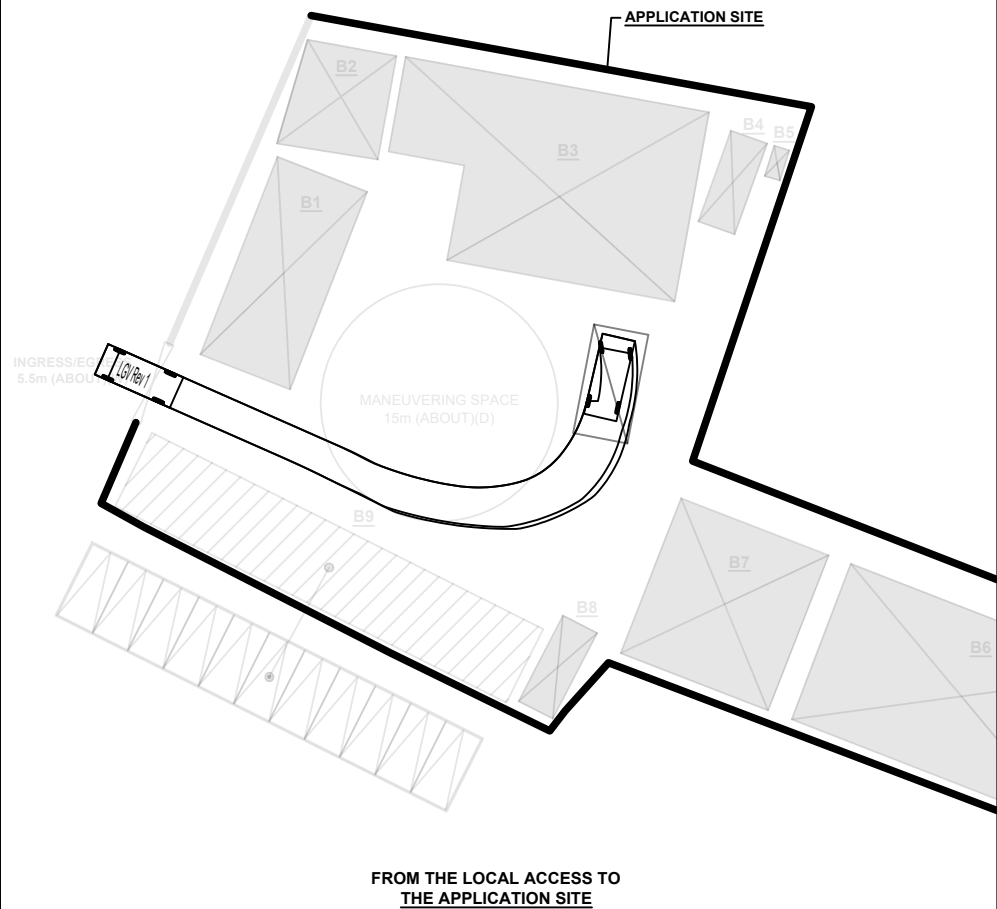 APPLICATION SITE
B2
B3
B4
B5
B1
INGRESS/EG
5.5m (ABOU
LGV Rev 1
MANEUVERING SPACE
15m (ABOUT)(D)
B9
B7
B8
B6
FROM THE LOCAL ACCESS TO
THE APPLICATION SITE